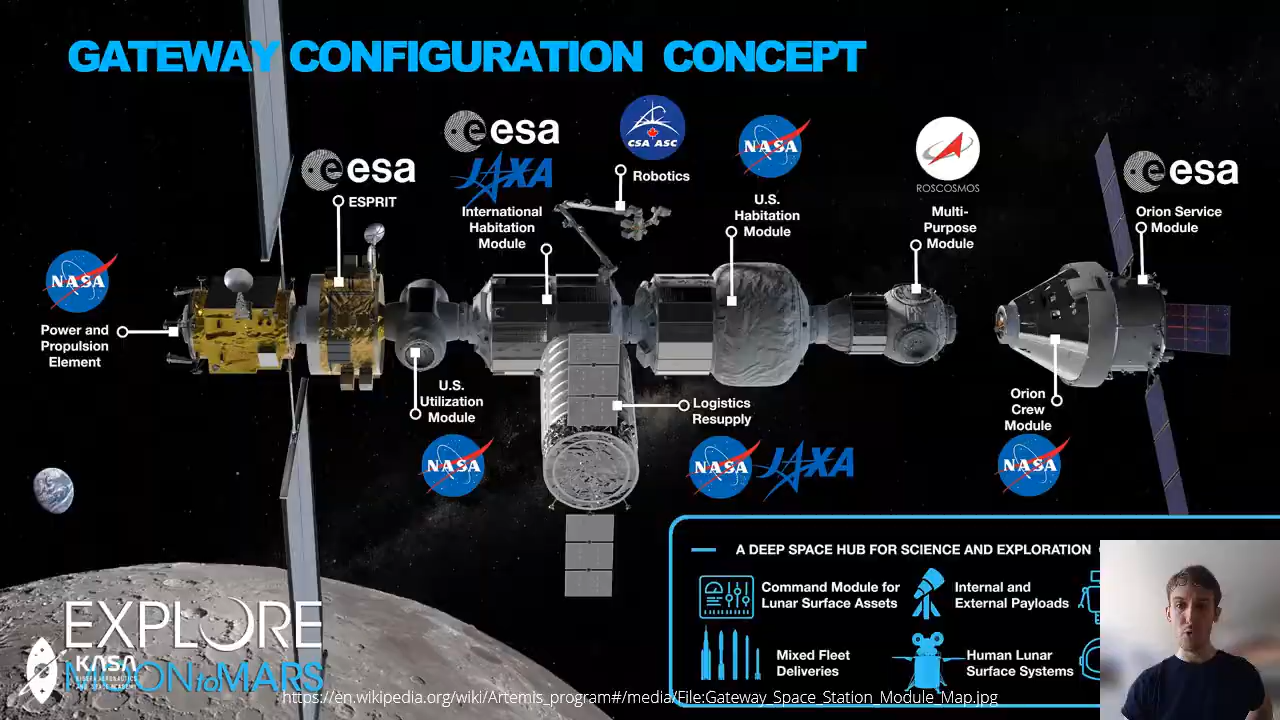 GATEWAY CONFIGURATION CONCEPT
esa
esa
JAXA
CSA ASC
NASA
ROSCOSMOS
esa
NASA
ESPRIT
International
Habitation
Module
Robotics
U.S.
Habitation
Module
Multi-
Purpose
Module
Orion Service
Module
Power and
Propulsion
Element
U.S.
Utilization
Module
NASA
Logistics
Resupply
NASA
JAXA
Orion
Crew
Module
NASA
A DEEP SPACE HUB FOR SCIENCE AND EXPLORATION
Command Module for
Lunar Surface Assets
Internal and
External Payloads
Mixed Fleet
Deliveries
Human Lunar
Surface Systems
EXPLORE
MOONtoMARS
KASA
AND SPACE ACADEMY
https://en.wikipedia.org/wiki/Artemis_program#/media/File:Gateway_Space_Station_Module_Map.jpg